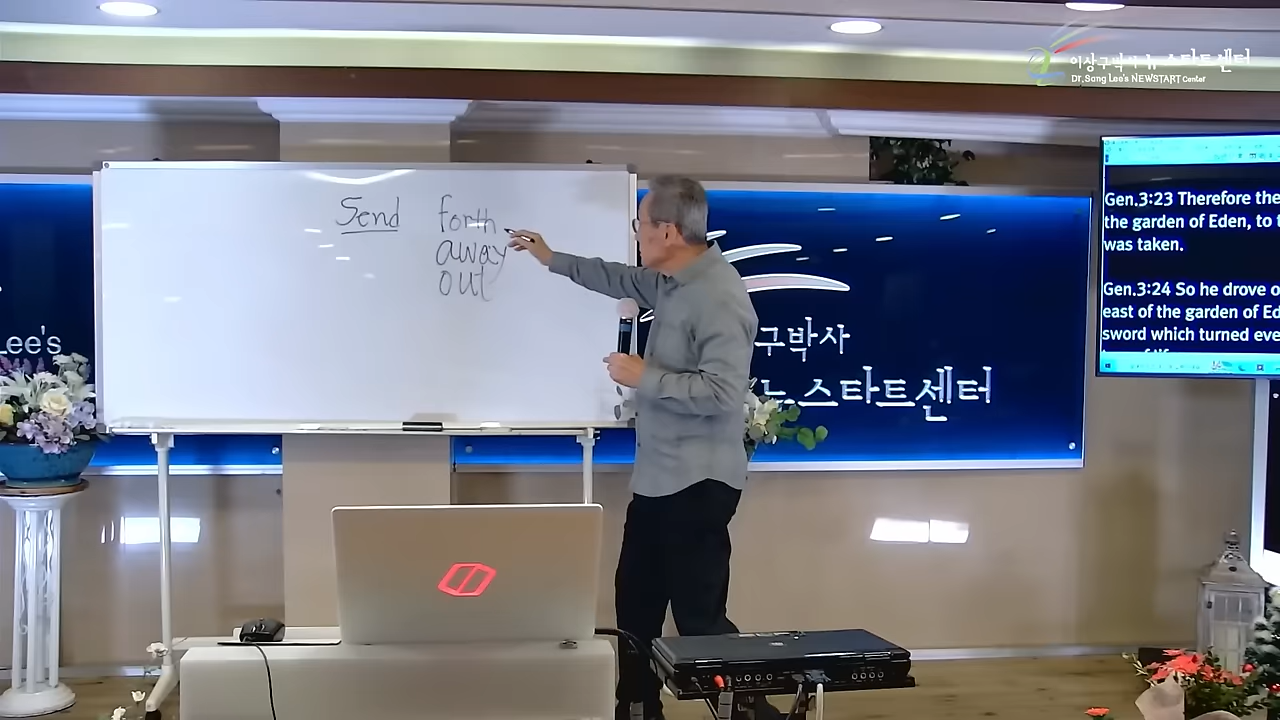 이상구박사 뉴스타트센터
Dr. Sang Lee's NEWSTART Center
Send forth
away
out
Lee's
구박사
뉴스타트센터
Gen.3:23 Therefore the
the garden of Eden, to
was taken.
Gen.3:24 So he drove o
east of the garden of Ed
sword which turned eve